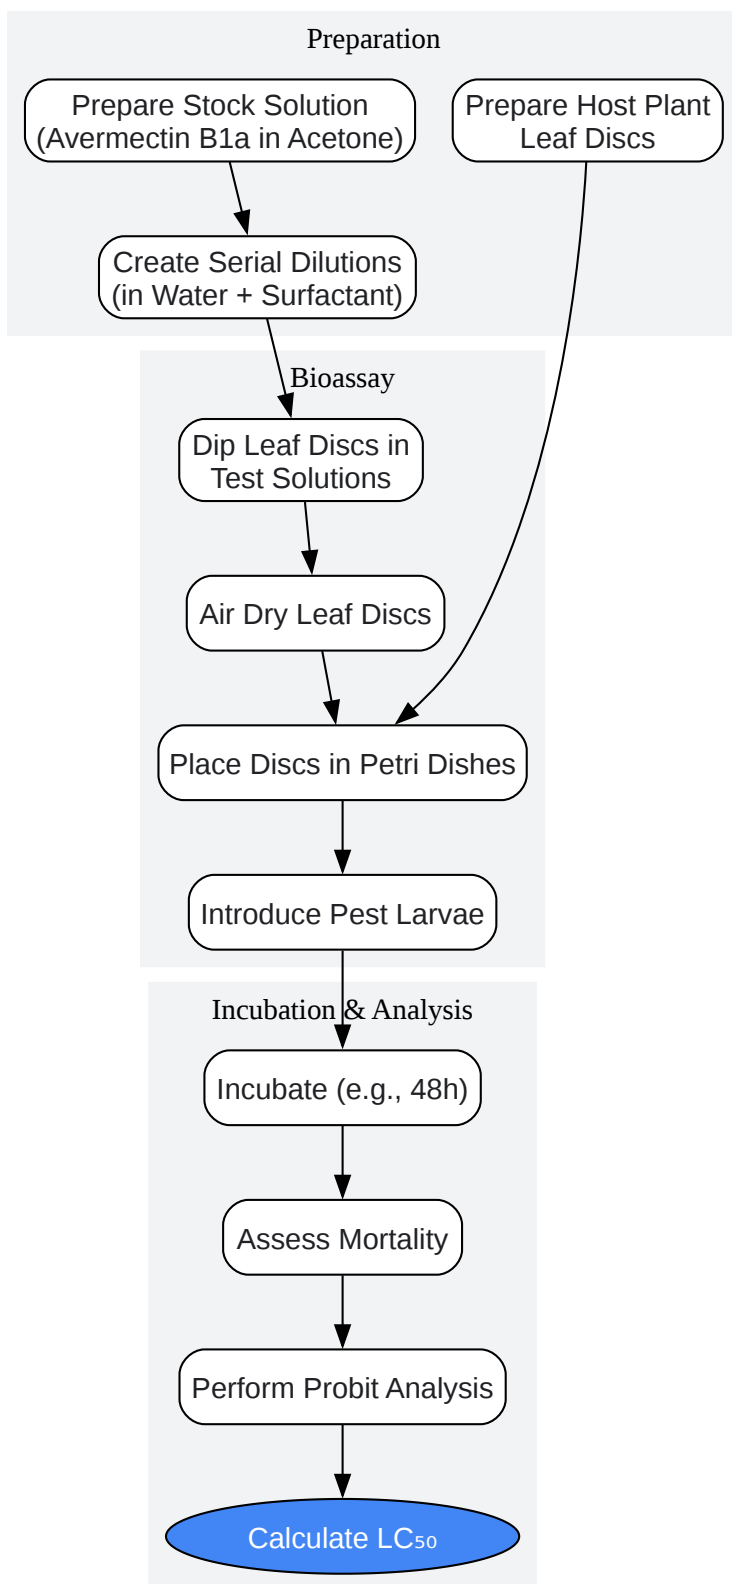 Preparation
Prepare Stock Solution
(Avermectin B1a in Acetone)
Prepare Host Plant
Leaf Discs
Create Serial Dilutions
(in Water + Surfactant)
Bioassay
Dip Leaf Discs in
Test Solutions
Air Dry Leaf Discs
Place Discs in Petri Dishes
Introduce Pest Larvae
Incubation & Analysis
Incubate (e.g., 48h)
Assess Mortality
Perform Probit Analysis
Calculate LC₅₀